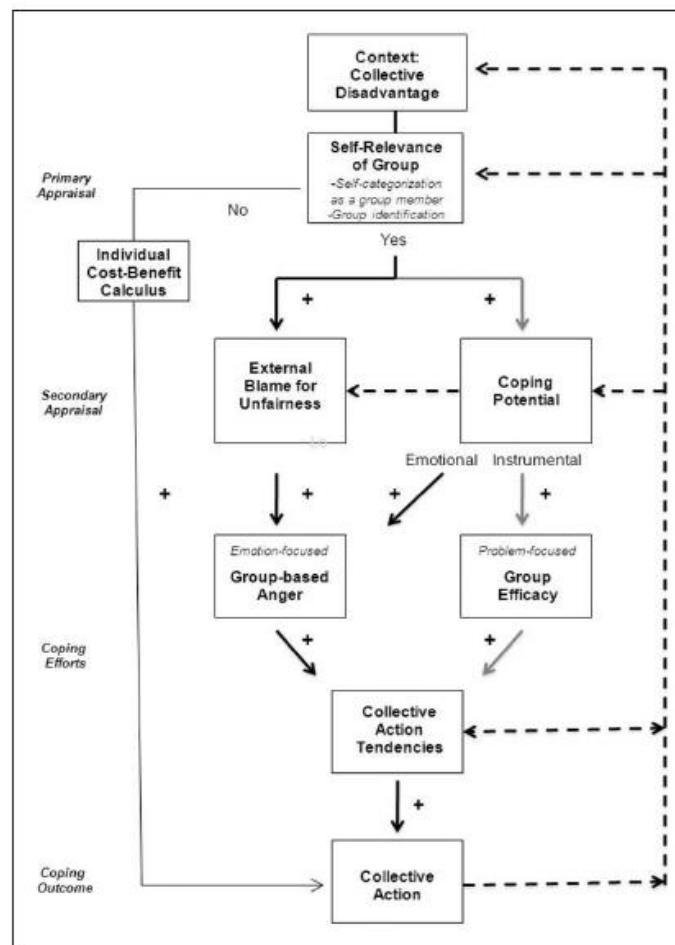 Context:
Collective
Disadvantage
Self-Relevance
of Group
-Self-categorization
as a group member
-Group identification
Primary
Appraisal
No
Yes
Individual
Cost-Benefit
Calculus
+
+
External
Blame for
Unfairness
Coping
Potential
Secondary
Appraisal
Emotional
Instrumental
+
+
+
+
Emotion-focused
Group-based
Anger
Problem-focused
Group
Efficacy
Coping
Efforts
+
+
Collective
Action
Tendencies
+
Coping
Outcome
Collective
Action